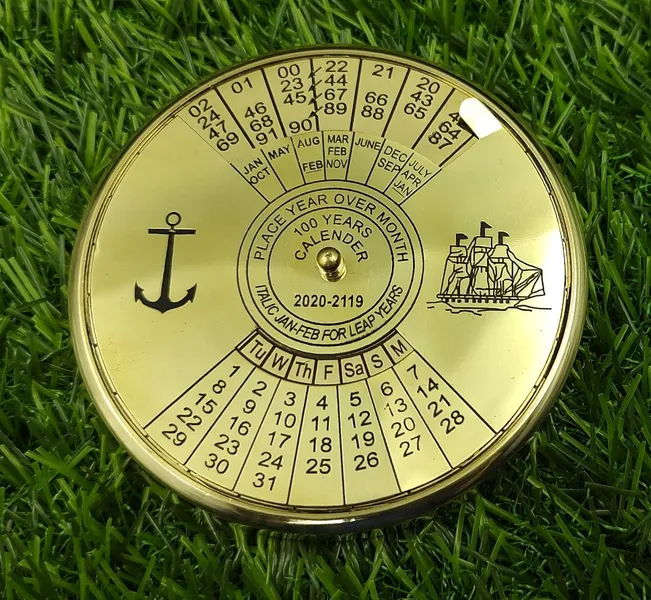 02 01 00 22 21 20
24 23 44 43
47 46 45 67 66 65 64
69 68 89 88 87
91 90
JAN MAY AUG MAR JUNE DEC JULY
OCT FEB FEB SEP APR
NOV JAN
PLACE YEAR OVER MONTH
100 YEARS
CALENDER
2020-2119
ITALIC JAN-FEB FOR LEAP YEARS
Tu W Th F Sa S M
1 2 3 4 5 6 7
8 9 10 11 12 13 14
15 16 17 18 19 20 21
22 23 24 25 26 27 28
29 30 31